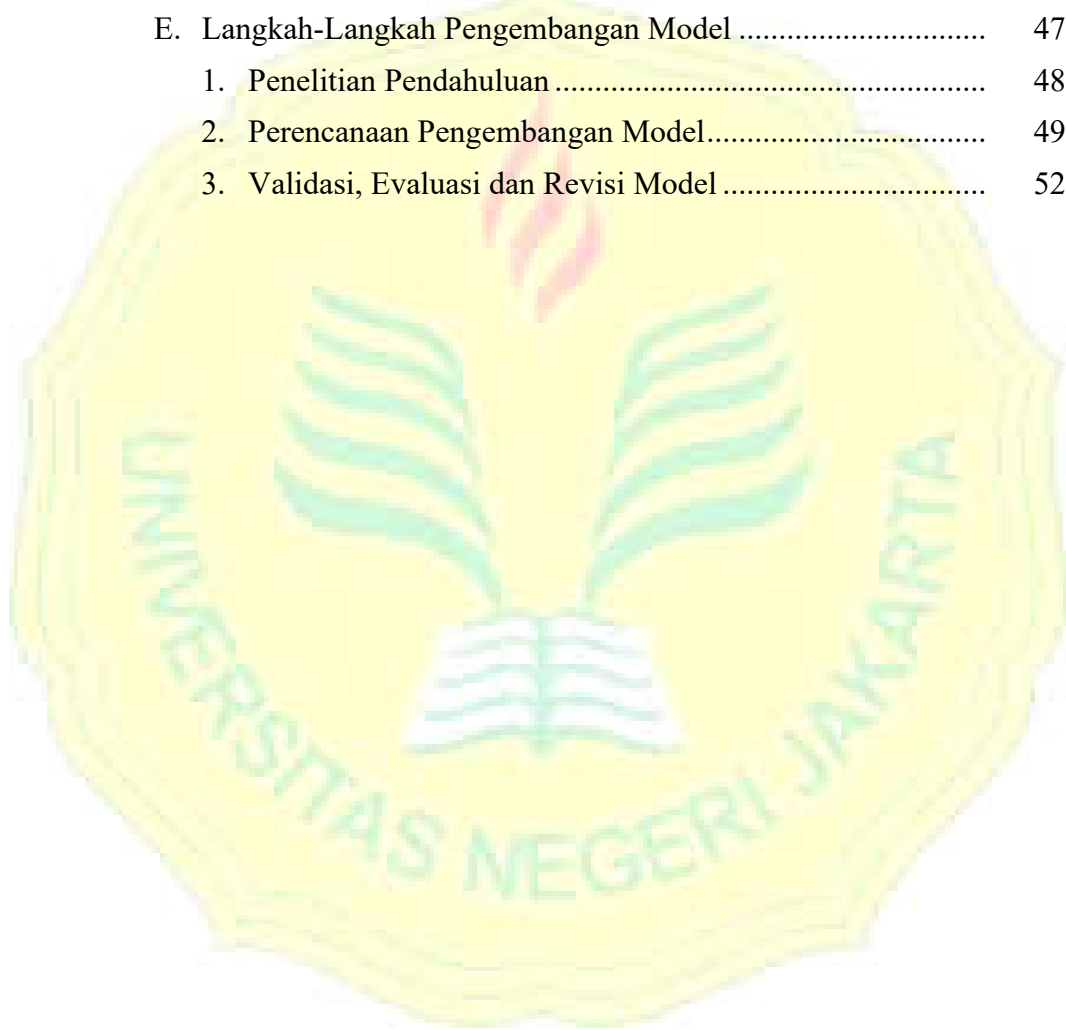 E. Langkah-Langkah Pengembangan Model .............................. 47
1. Penelitian Pendahuluan ..................................................... 48
2. Perencanaan Pengembangan Model.................................. 49
3. Validasi, Evaluasi dan Revisi Model ................................ 52
UNIVERSITAS NEGERI JAKARTA